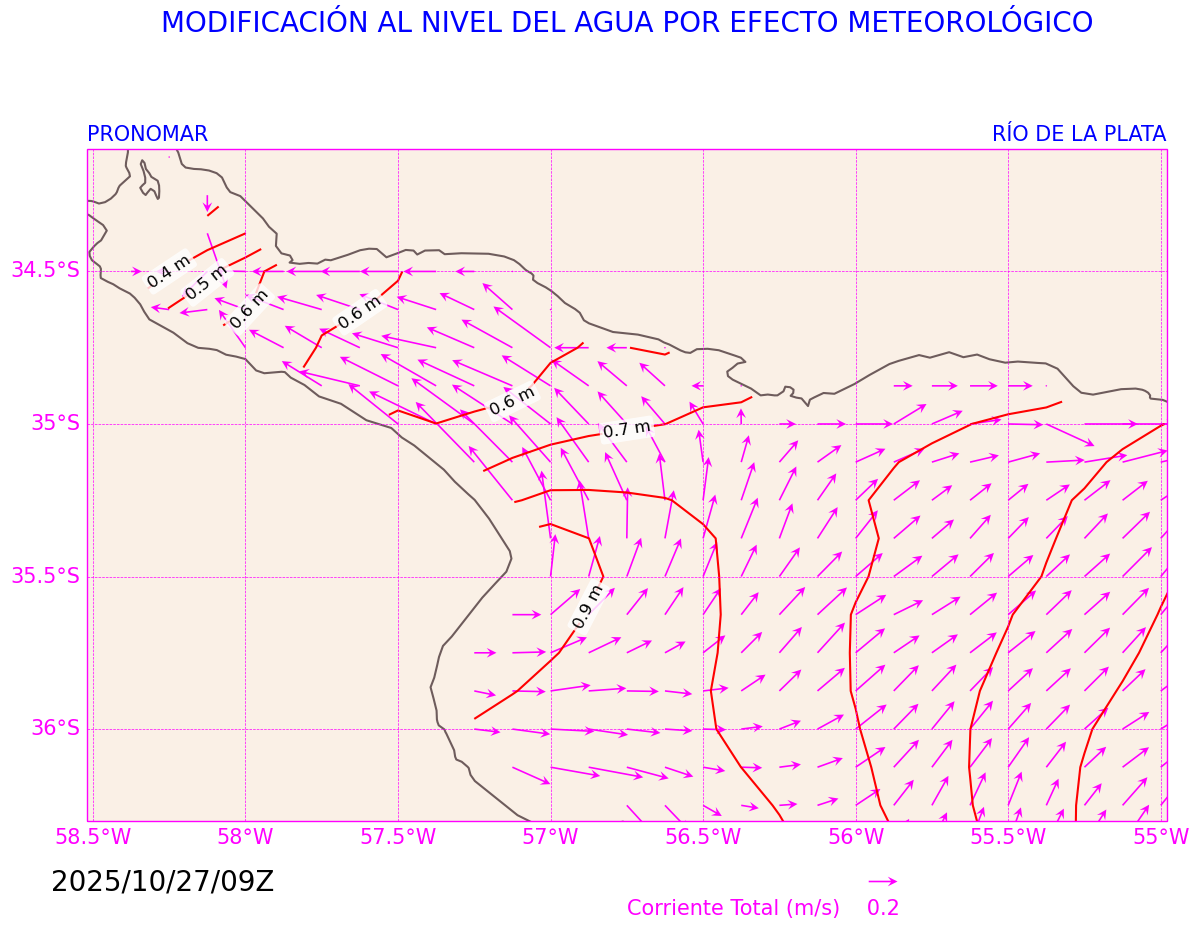 MODIFICACIÓN AL NIVEL DEL AGUA POR EFECTO METEOROLÓGICO
PRONOMAR
RÍO DE LA PLATA
0.4 m
0.5 m
0.6 m
0.6 m
0.6 m
0.7 m
0.9 m
34.5°S
35°S
35.5°S
36°S
58.5°W
58°W
57.5°W
57°W
56.5°W
56°W
55.5°W
55°W
2025/10/27/09Z
Corriente Total (m/s)
0.2